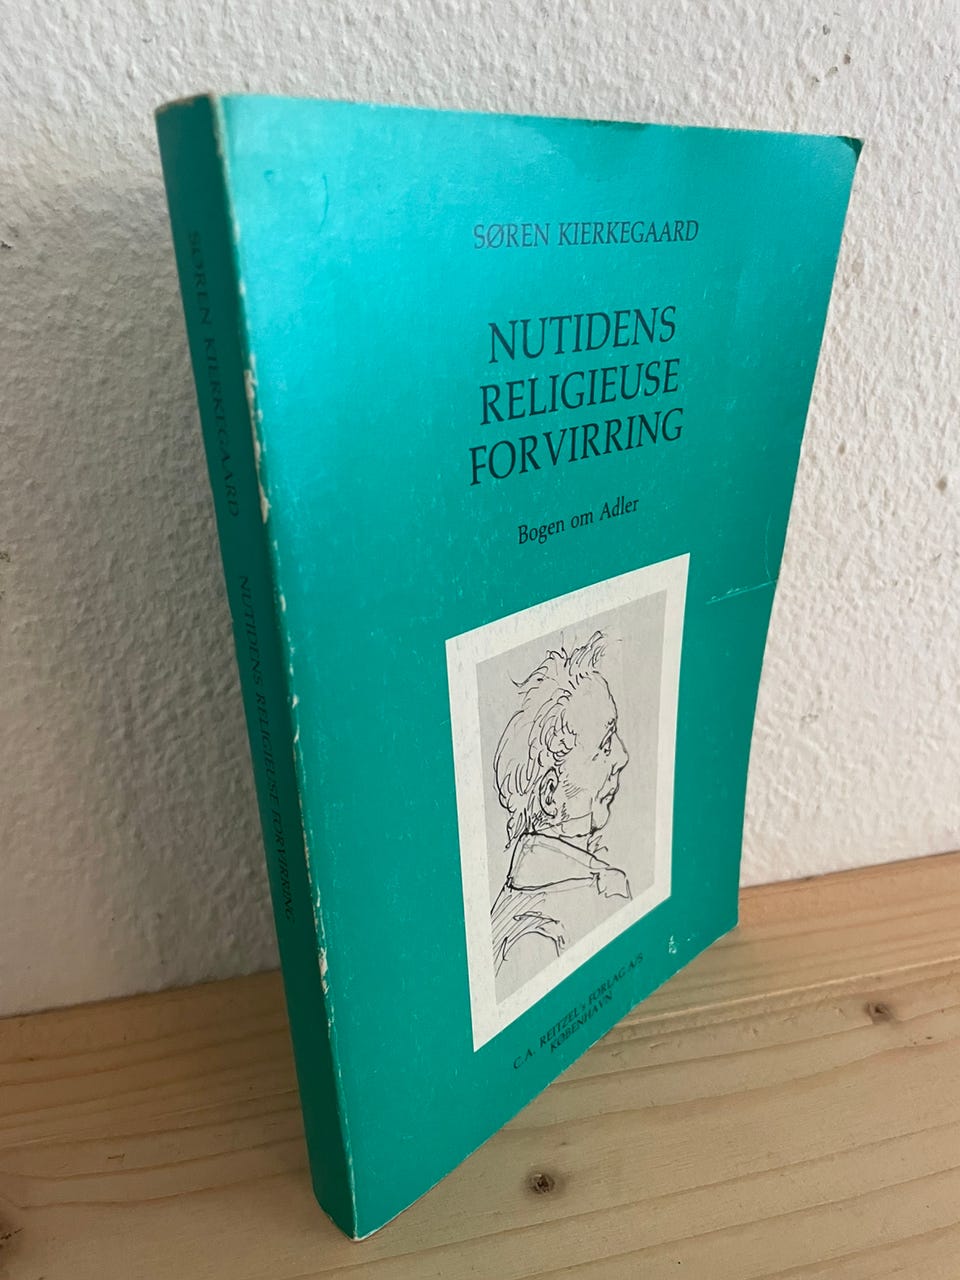 SØREN KIERKEGAARD
NUTIDENS
RELIGIEUSE
FORVIRRING
Bogen om Adler
C.A. REITZEL's FORLAG A/S
KØBENHAVN
SØREN KIERKEGAARD NUTIDENS RELIGIEUSE FORVIRRING